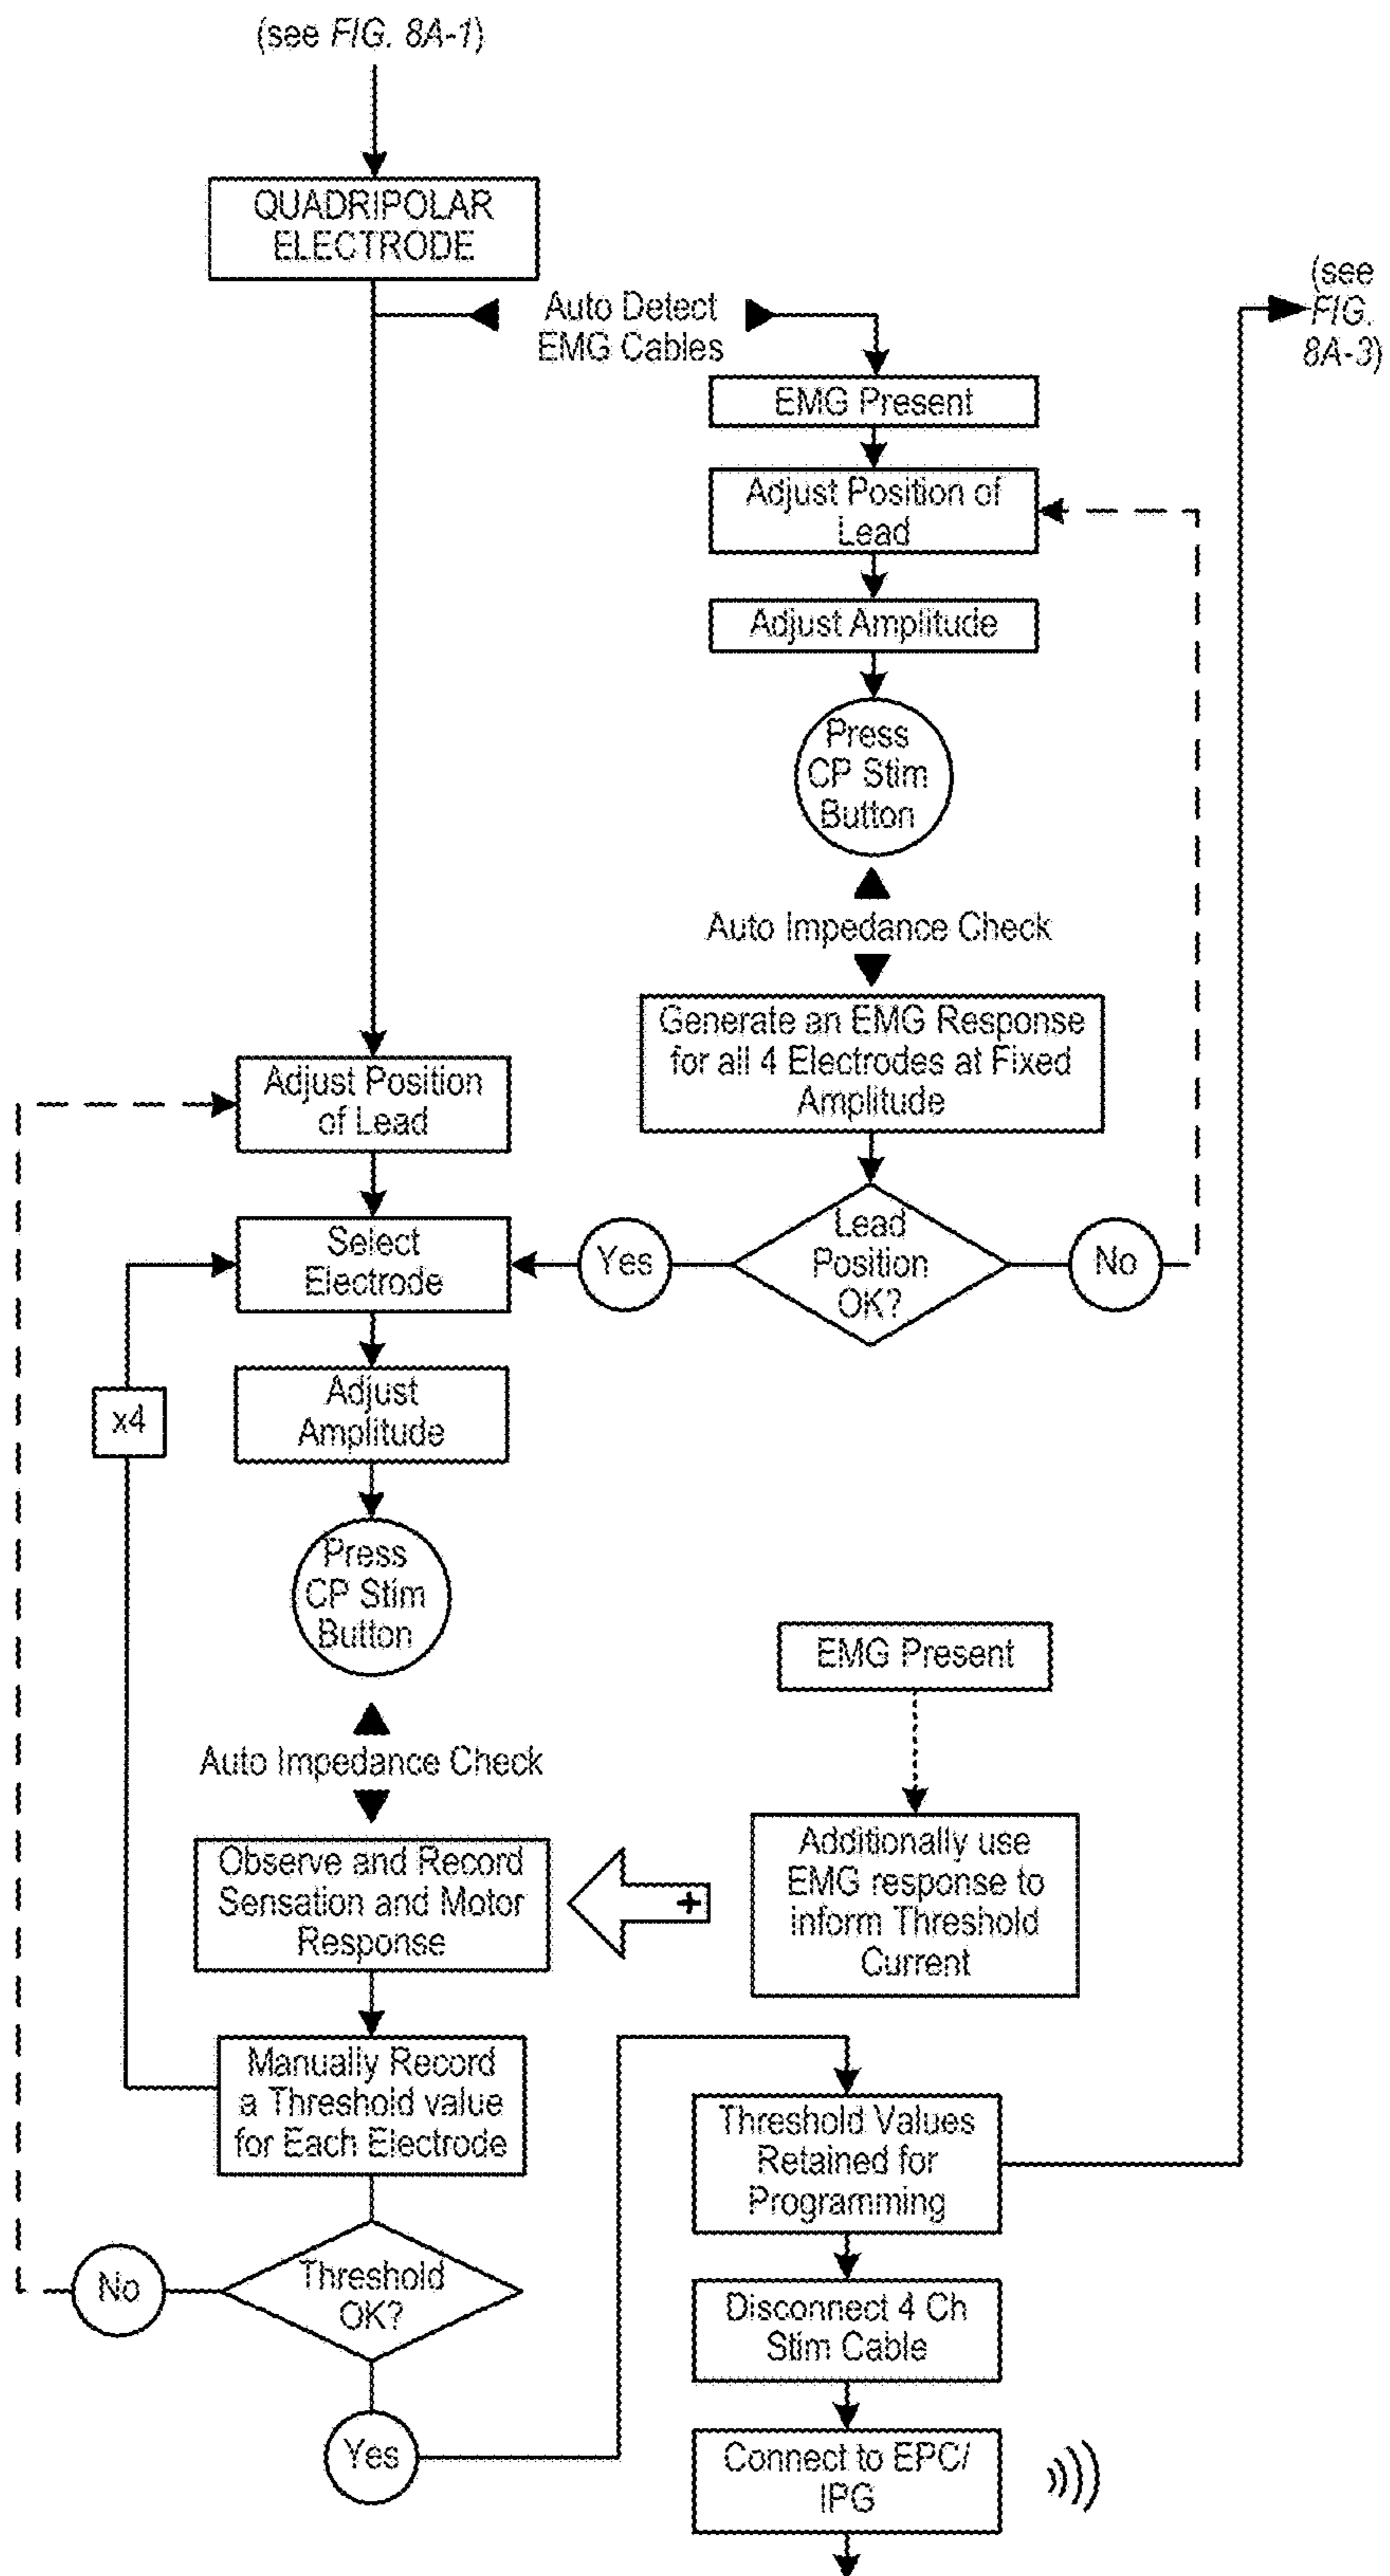 (see FIG. 8A-1)
QUADRIPOLAR
ELECTRODE
Auto Detect
EMG Cables
(see
FIG.
8A-3)
EMG Present
Adjust Position of
Lead
Adjust Amplitude
Press
CP Stim
Button
Auto Impedance Check
Generate an EMG Response
for all 4 Electrodes at Fixed
Amplitude
Adjust Position
of Lead
Select
Electrode
Yes
Lead
Position
OK?
No
Adjust
Amplitude
x4
Press
CP Stim
Button
EMG Present
Auto Impedance Check
Observe and Record
Sensation and Motor
Response
+
Additionally use
EMG response to
inform Threshold
Current
Manually Record
a Threshold value
for Each Electrode
Threshold Values
Retained for
Programming
No
Threshold
OK?
Disconnect 4 Ch
Stim Cable
Yes
Connect to EPC/
IPG